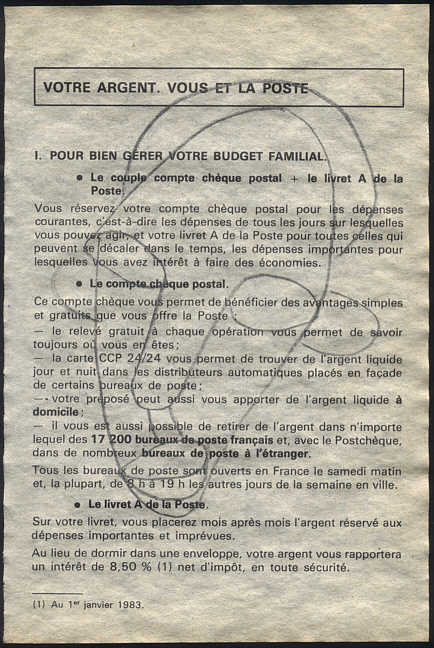 VOTRE ARGENT. VOUS ET LA POSTE
I. POUR BIEN GÉRER VOTRE BUDGET FAMILIAL.
● Le couple compte chèque postal + le livret A de la
Poste.
Vous réservez votre compte chèque postal pour les dépenses
courantes, c'est-à-dire les dépenses de tous les jours sur lesquelles
vous pouvez agir, et votre livret A de la Poste pour toutes celles qui
peuvent se décaler dans le temps, les dépenses importantes pour
lesquelles vous avez intérêt à faire des économies.
● Le compte chèque postal.
Ce compte chèque vous permet de bénéficier des avantages simples
et gratuits que vous offre la Poste :
— le relevé gratuit à chaque opération vous permet de savoir
toujours où vous en êtes ;
— la carte CCP 24/24 vous permet de trouver de l'argent liquide
jour et nuit dans les distributeurs automatiques placés en façade
de certains bureaux de poste ;
— votre préposé peut aussi vous apporter de l'argent liquide à
domicile ;
— il vous est aussi possible de retirer de l'argent dans n'importe
lequel des 17 200 bureaux de poste français et, avec le Postchèque,
dans de nombreux bureaux de poste à l'étranger.
Tous les bureaux de poste sont ouverts en France le samedi matin
et, la plupart, de 8 h à 19 h les autres jours de la semaine en ville.
● Le livret A de la Poste.
Sur votre livret, vous placerez mois après mois l'argent réservé aux
dépenses importantes et imprévues.
Au lieu de dormir dans une enveloppe, votre argent vous rapportera
un intérêt de 8,50 % (1) net d'impôt, en toute sécurité.
(1) Au 1er janvier 1983.